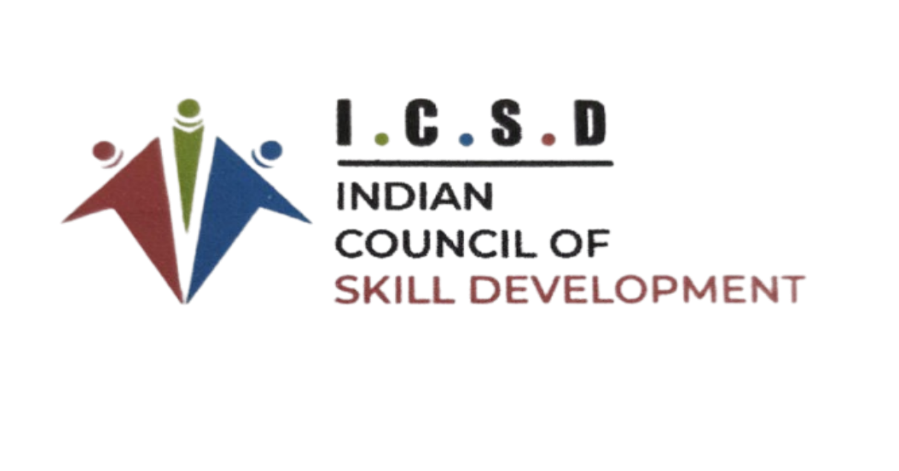 I.C.S.D
INDIAN
COUNCIL OF
SKILL DEVELOPMENT